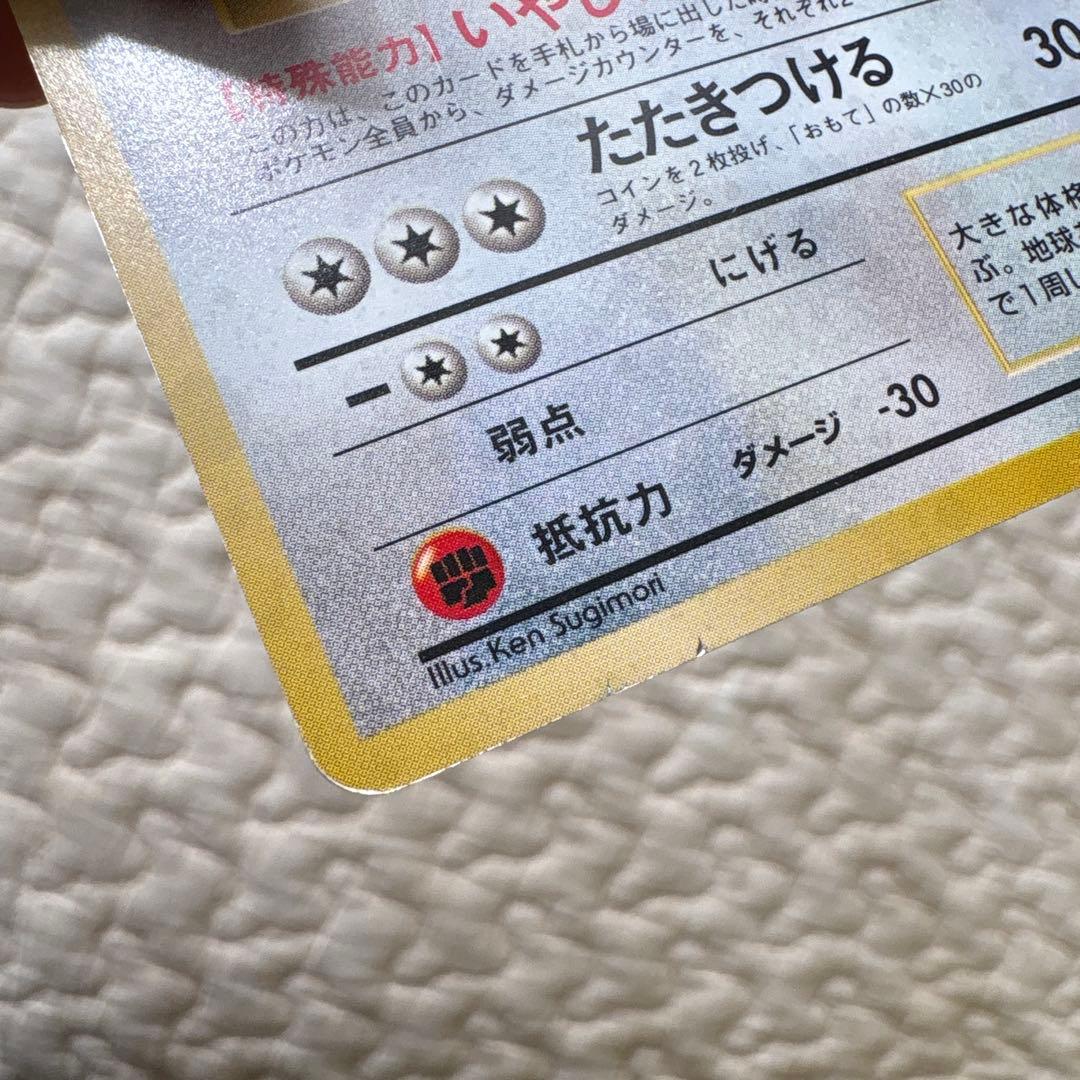 【特殊能力】いやし
この力は、このカードを手札から場に出した
ポケモン全員から、ダメージカウンターを、それぞれ2
たたきつける 30
コインを2枚投げ、「おもて」の数×30の
ダメージ。
にげる
弱点
抵抗力 ダメージ -30
Illus. Ken Sugimori
大きな体格
ぶ。地球
で1周